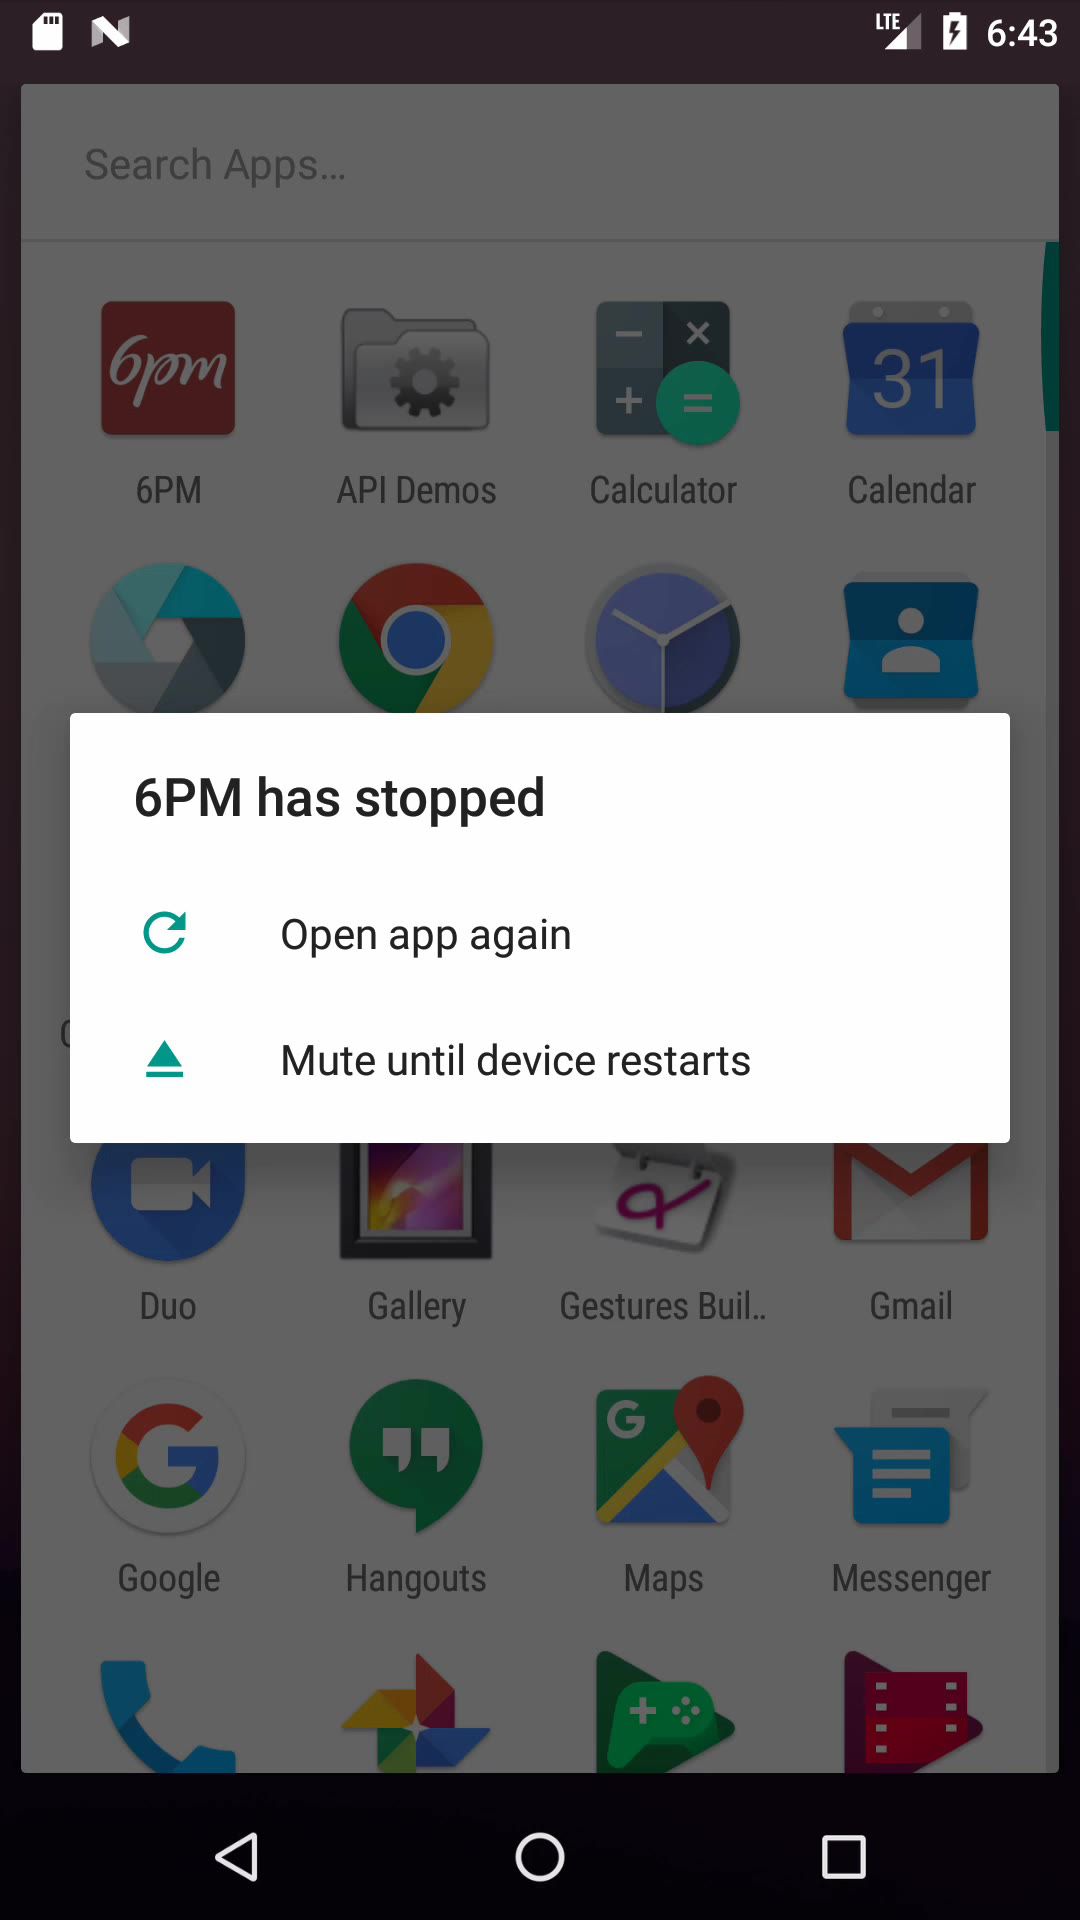 LTE
6:43
Search Apps...
6pm
31
6PM
API Demos
Calculator
Calendar
6PM has stopped
Open app again
Mute until device restarts
Duo
Gallery
Gestures Buil..
Gmail
G
Google
Hangouts
Maps
Messenger